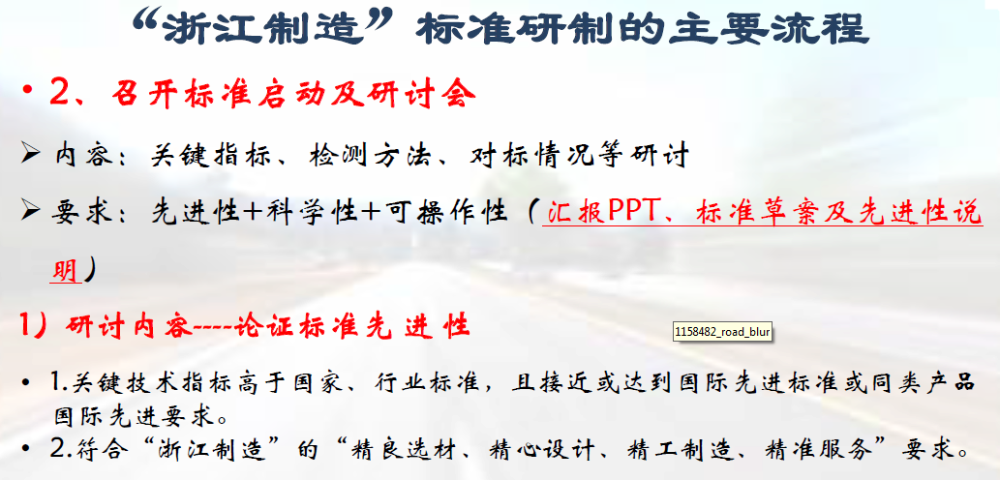 “浙江制造”标准研制的主要流程
• 2、召开标准启动及研讨会
➢ 内容：关键指标、检测方法、对标情况等研讨
➢ 要求：先进性+科学性+可操作性（汇报PPT、标准草案及先进性说
明）
1）研讨内容----论证标准先 进 性
1158482_road_blur
• 1.关键技术指标高于国家、行业标准，且接近或达到国际先进标准或同类产品
国际先进要求。
• 2.符合“浙江制造”的“精良选材、精心设计、精工制造、精准服务”要求。